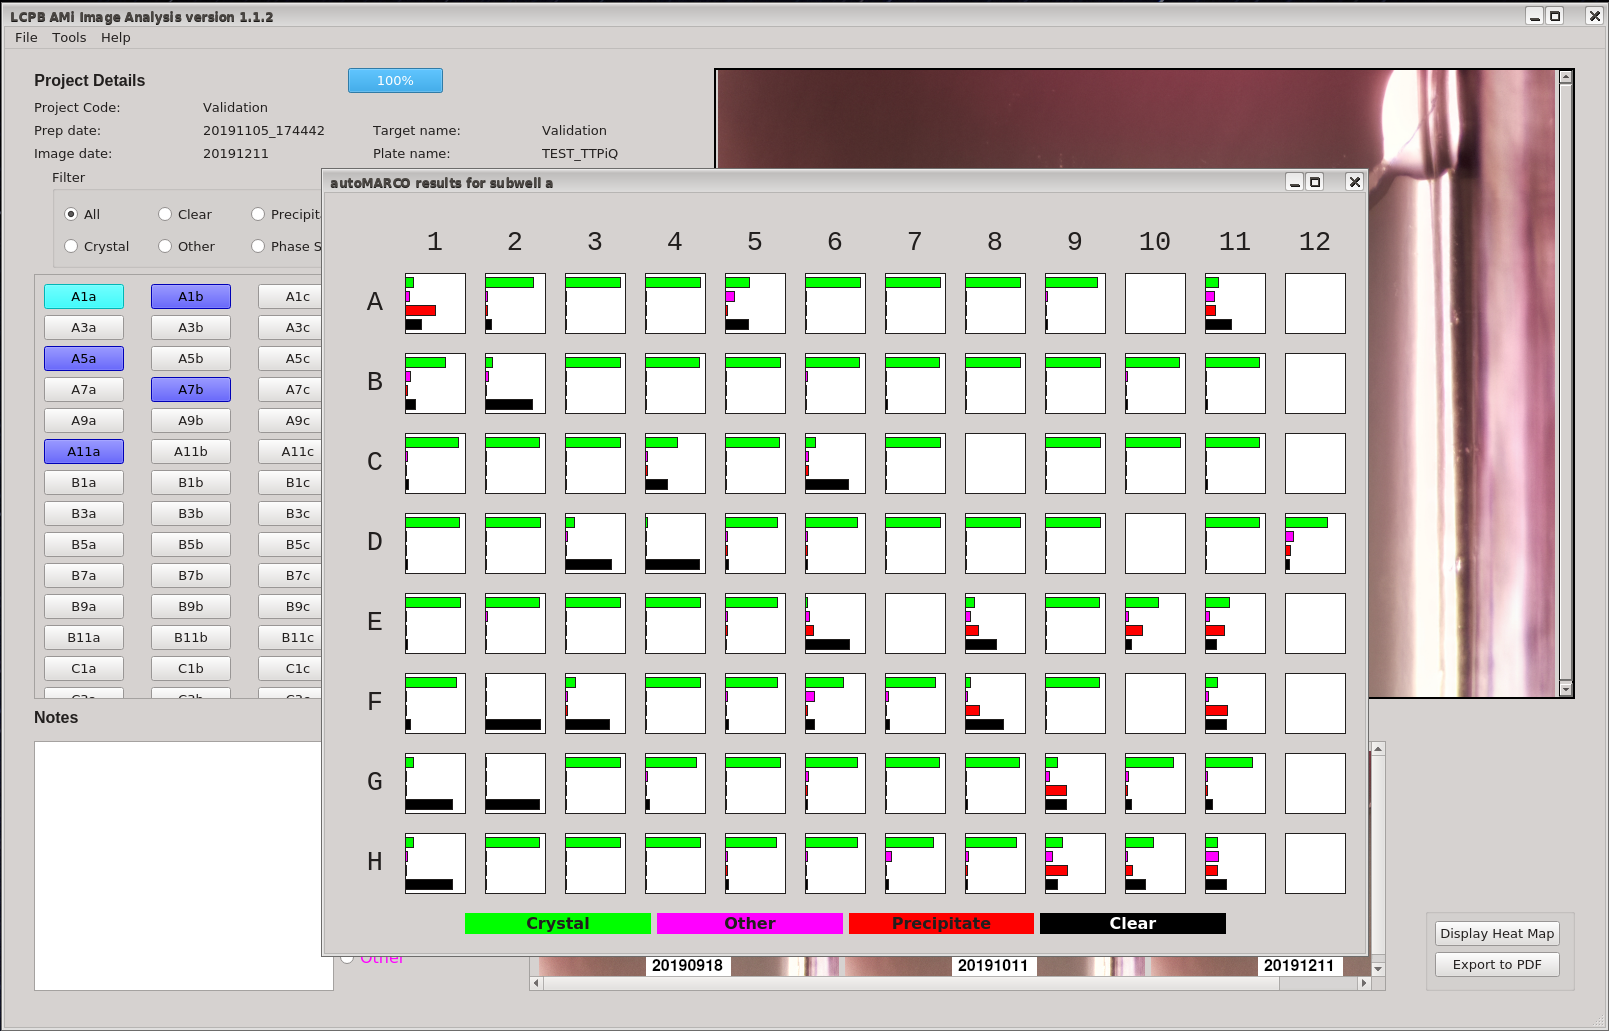 LCPB AMi Image Analysis version 1.1.2
File Tools Help
Project Details
100%
Project Code: Validation
Prep date: 20191105_174442 Target name: Validation
Image date: 20191211 Plate name: TEST_TTPiQ
Filter
All Clear Precipit
Crystal Other Phase S
A1a A1b A1c
A3a A3b A3c
A5a A5b A5c
A7a A7b A7c
A9a A9b A9c
A11a A11b A11c
B1a B1b B1c
B3a B3b B3c
B5a B5b B5c
B7a B7b B7c
B9a B9b B9c
B11a B11b B11c
C1a C1b C1c
Notes
autoMARCO results for subwell a
1 2 3 4 5 6 7 8 9 10 11 12
A
B
C
D
E
F
G
H
Crystal Other Precipitate Clear
Other
20190918 20191011 20191211
Display Heat Map
Export to PDF